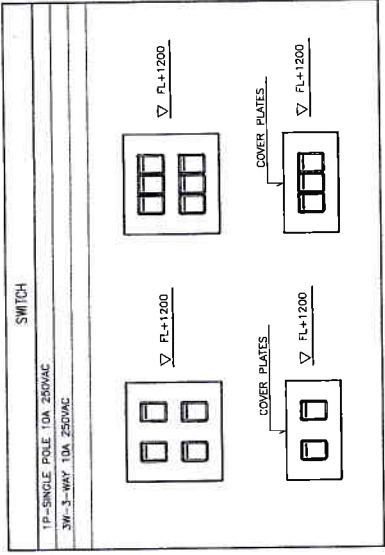 SWITCH
1P-SINGLE POLE 10A 250VAC
3W-3-WAY 10A 250VAC
FL+1200
FL+1200
COVER PLATES
FL+1200
COVER PLATES
FL+1200